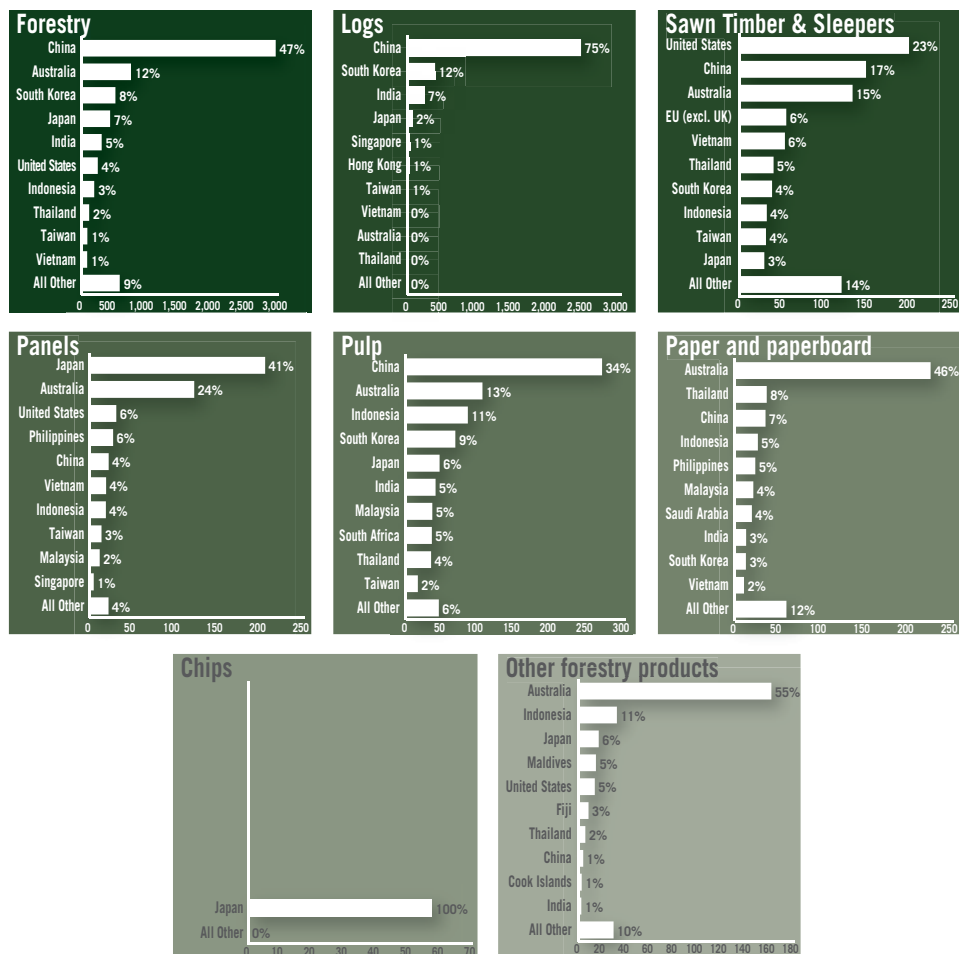 Forestry
China 47%
Australia 12%
South Korea 8%
Japan 7%
India 5%
United States 4%
Indonesia 3%
Thailand 2%
Taiwan 1%
Vietnam 1%
All Other 9%
0 500 1,000 1,500 2,000 2,500 3,000
Logs
China 75%
South Korea 12%
India 7%
Japan 2%
Singapore 1%
Hong Kong 1%
Taiwan 1%
Vietnam 0%
Australia 0%
Thailand 0%
All Other 0%
0 500 1,000 1,500 2,000 2,500 3,000
Sawn Timber & Sleepers
United States 23%
China 17%
Australia 15%
EU (excl. UK) 6%
Vietnam 6%
Thailand 5%
South Korea 4%
Indonesia 4%
Taiwan 4%
Japan 3%
All Other 14%
0 50 100 150 200 250
Panels
Japan 41%
Australia 24%
United States 6%
Philippines 6%
China 4%
Vietnam 4%
Indonesia 4%
Taiwan 3%
Malaysia 2%
Singapore 1%
All Other 4%
0 50 100 150 200 250
Pulp
China 34%
Australia 13%
Indonesia 11%
South Korea 9%
Japan 6%
India 5%
Malaysia 5%
South Africa 5%
Thailand 4%
Taiwan 2%
All Other 6%
0 50 100 150 200 250 300
Paper and paperboard
Australia 46%
Thailand 8%
China 7%
Indonesia 5%
Philippines 5%
Malaysia 4%
Saudi Arabia 4%
India 3%
South Korea 3%
Vietnam 2%
All Other 12%
0 50 100 150 200 250
Chips
Japan 100%
All Other 0%
0 10 20 30 40 50 60 70
Other forestry products
Australia 55%
Indonesia 11%
Japan 6%
Maldives 5%
United States 5%
Fiji 3%
Thailand 2%
China 1%
Cook Islands 1%
India 1%
All Other 10%
0 20 40 60 80 100 120 140 160 180